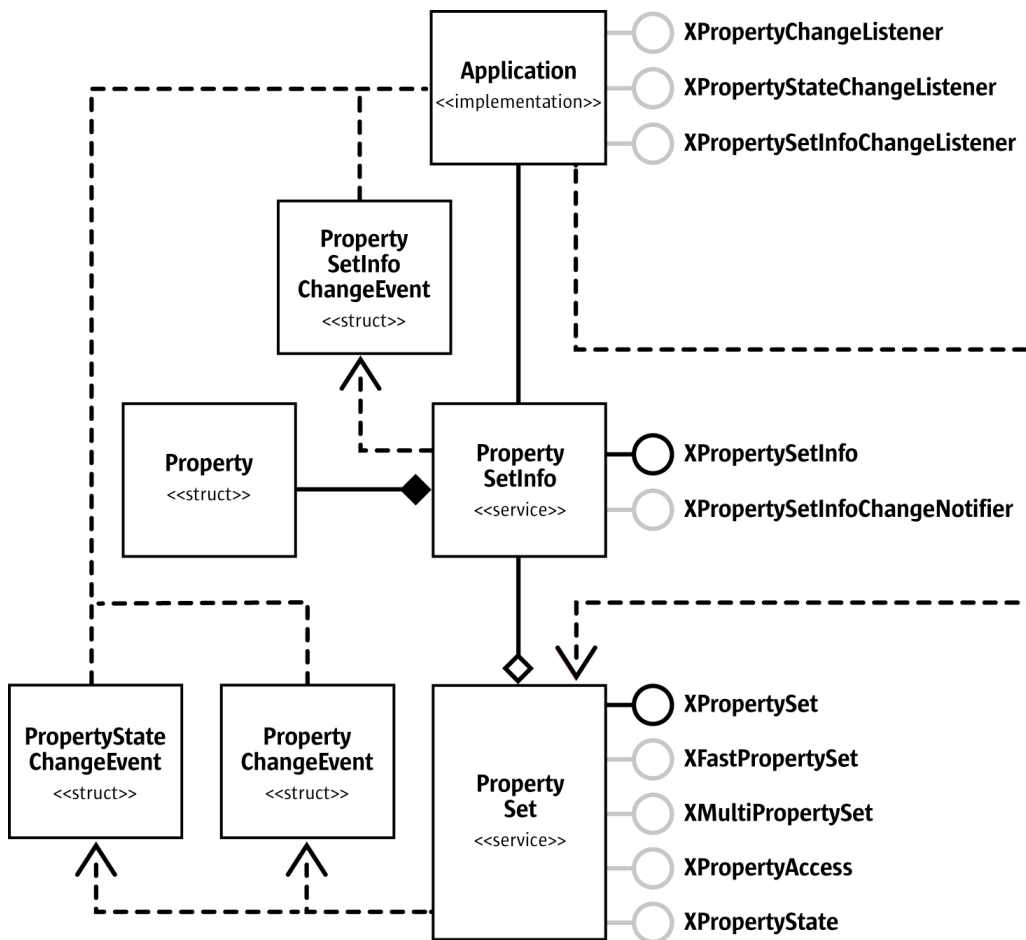 Application
<<implementation>>
XPropertyChangeListener
XPropertyStateChangeListener
XPropertySetInfoChangeListener
Property
SetInfo
ChangeEvent
<<struct>>
Property
<<struct>>
Property
SetInfo
<<service>>
XPropertySetInfo
XPropertySetInfoChangeNotifier
PropertyState
ChangeEvent
<<struct>>
Property
ChangeEvent
<<struct>>
Property
Set
<<service>>
XPropertySet
XFastPropertySet
XMultiPropertySet
XPropertyAccess
XPropertyState